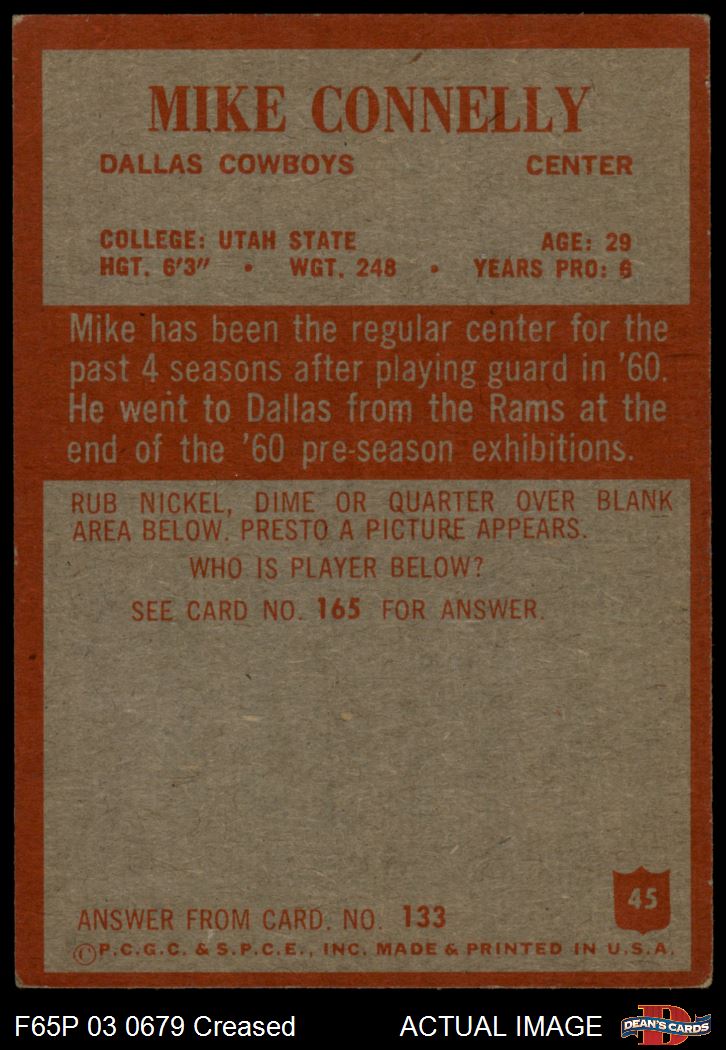 MIKE CONNELLY
DALLAS COWBOYS CENTER
COLLEGE: UTAH STATE AGE: 29
HGT. 6'3" • WGT. 248 • YEARS PRO: 6
Mike has been the regular center for the
past 4 seasons after playing guard in '60.
He went to Dallas from the Rams at the
end of the '60 pre-season exhibitions.
RUB NICKEL, DIME OR QUARTER OVER BLANK
AREA BELOW. PRESTO A PICTURE APPEARS.
WHO IS PLAYER BELOW?
SEE CARD NO. 165 FOR ANSWER.
45
ANSWER FROM CARD. NO. 133
©P.C.G.C. & S.P.C.E., INC. MADE & PRINTED IN U.S.A.
F65P 03 0679 Creased ACTUAL IMAGE
D
DEAN'S CARDS